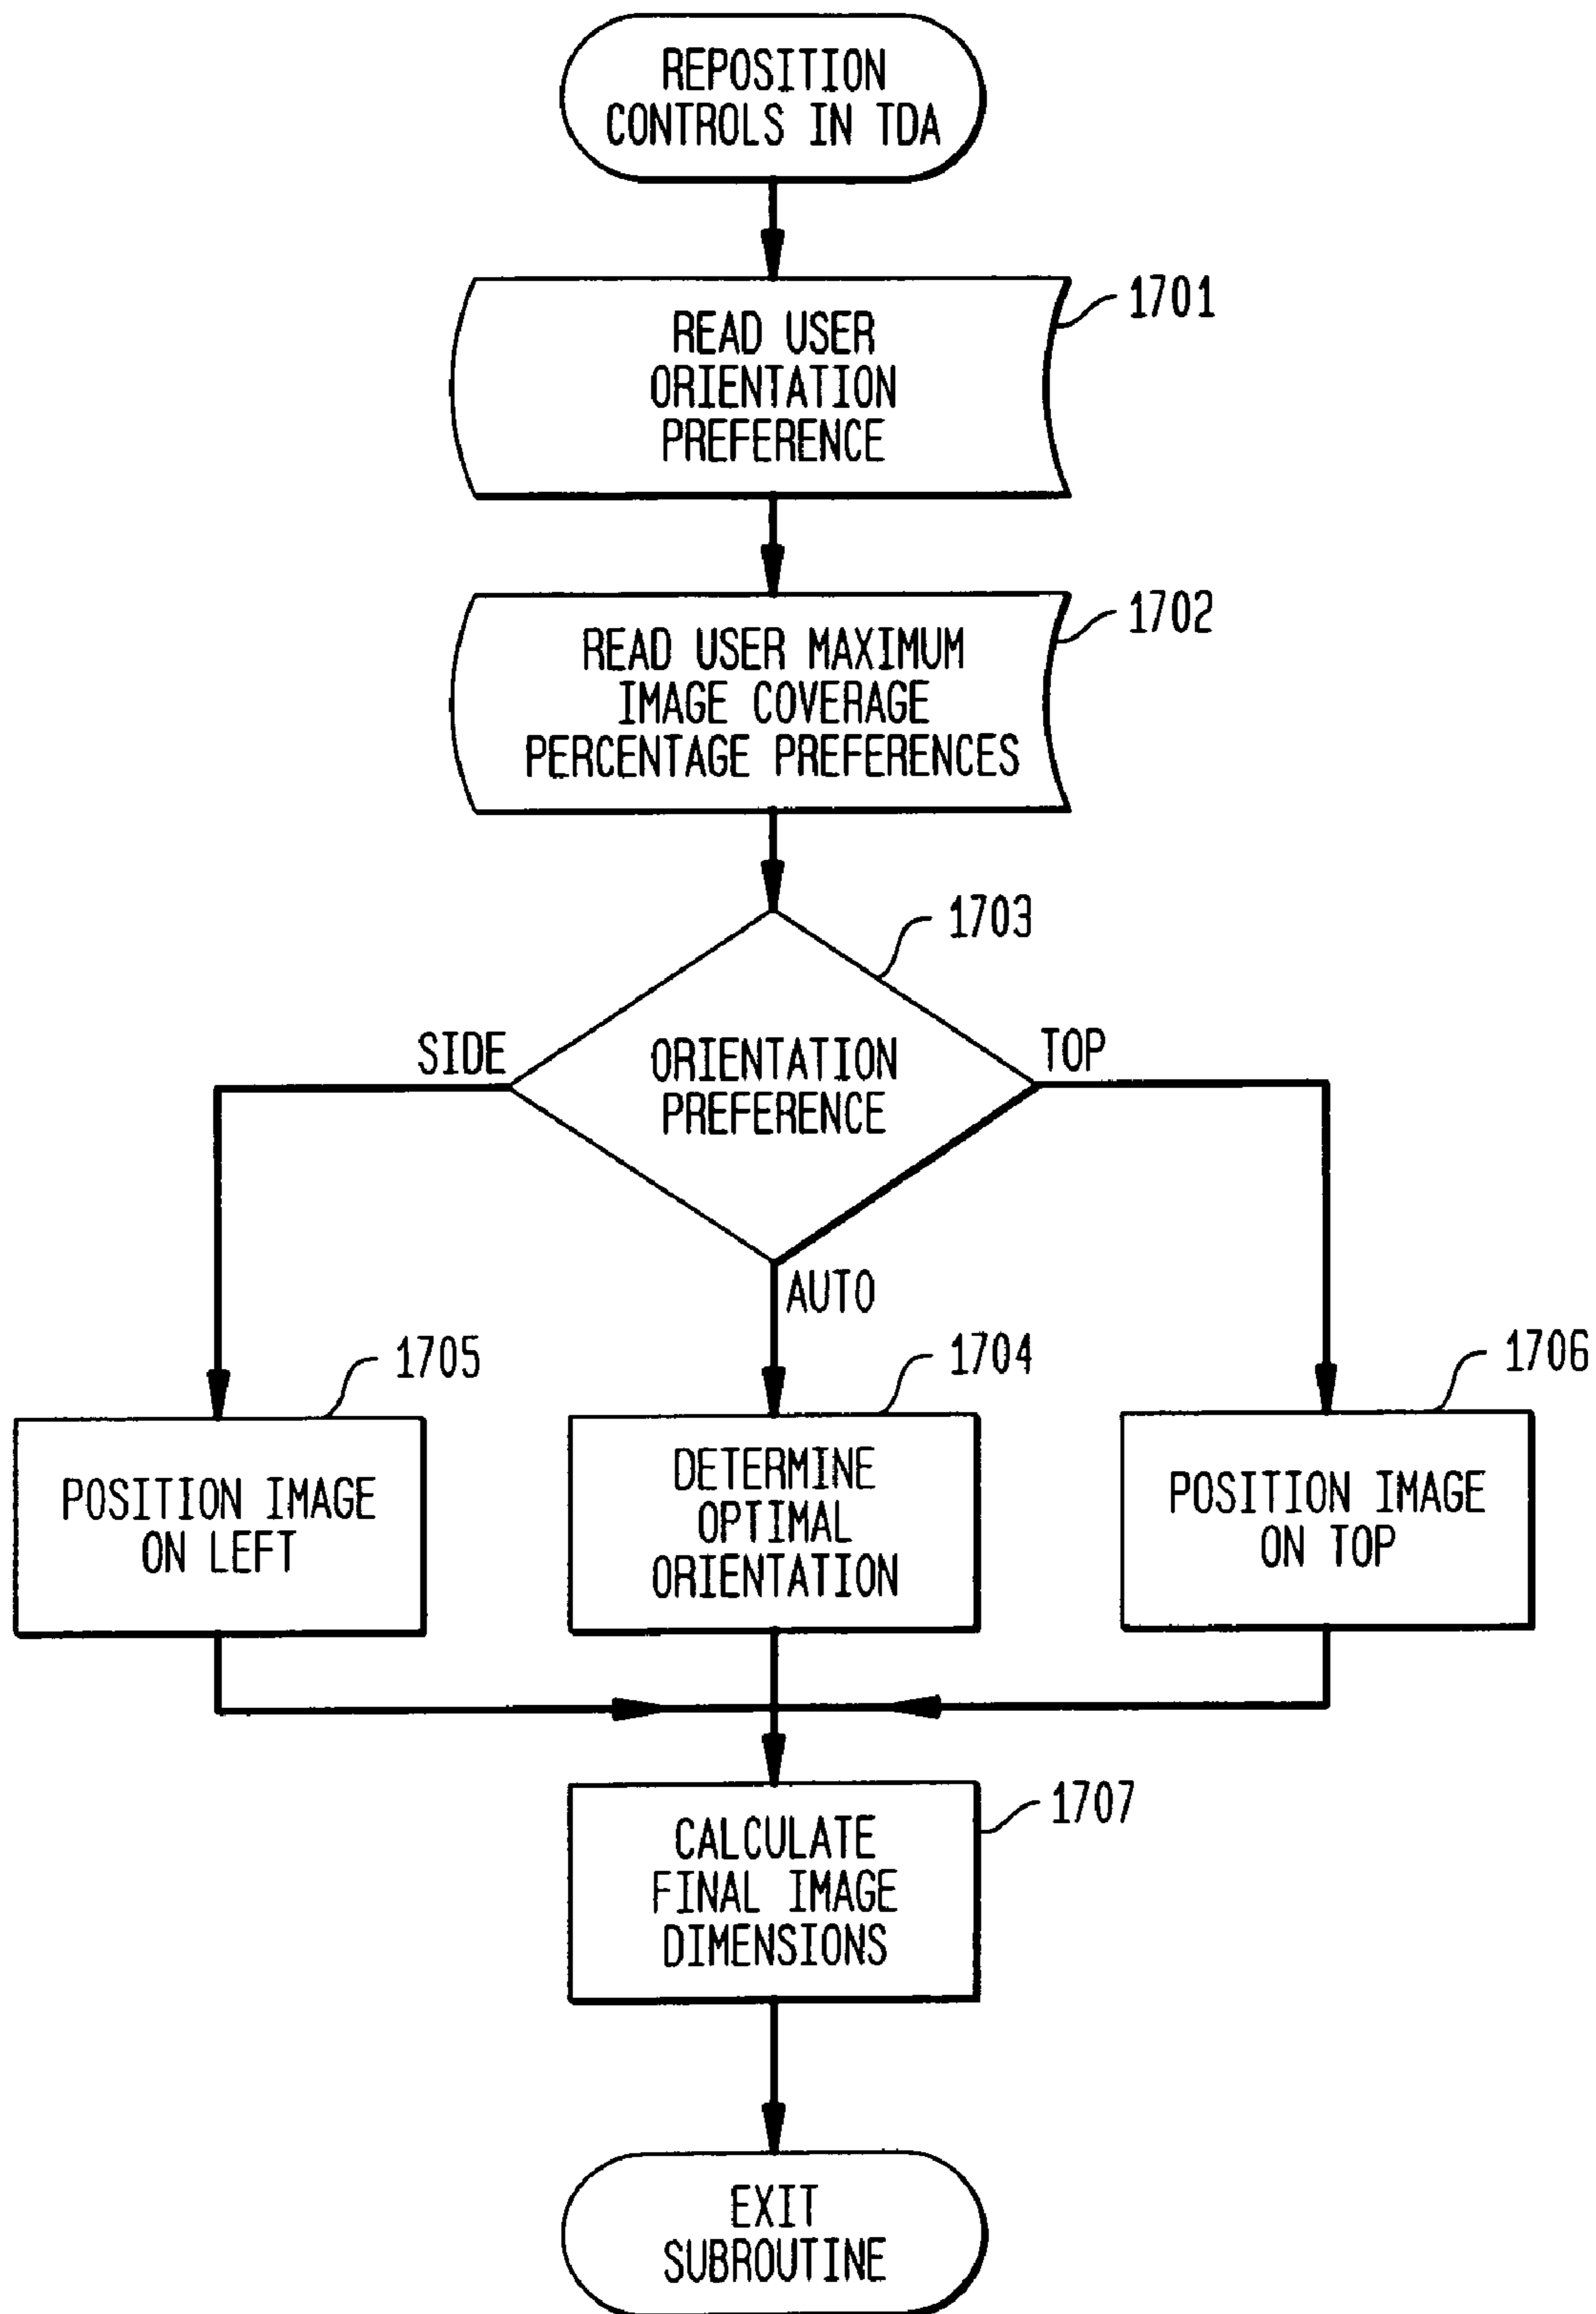 REPOSITION
CONTROLS IN TDA
1701
READ USER
ORIENTATION
PREFERENCE
1702
READ USER MAXIMUM
IMAGE COVERAGE
PERCENTAGE PREFERENCES
1703
SIDE
ORIENTATION
PREFERENCE
TOP
AUTO
1705
POSITION IMAGE
ON LEFT
1704
DETERMINE
OPTIMAL
ORIENTATION
1706
POSITION IMAGE
ON TOP
1707
CALCULATE
FINAL IMAGE
DIMENSIONS
EXIT
SUBROUTINE